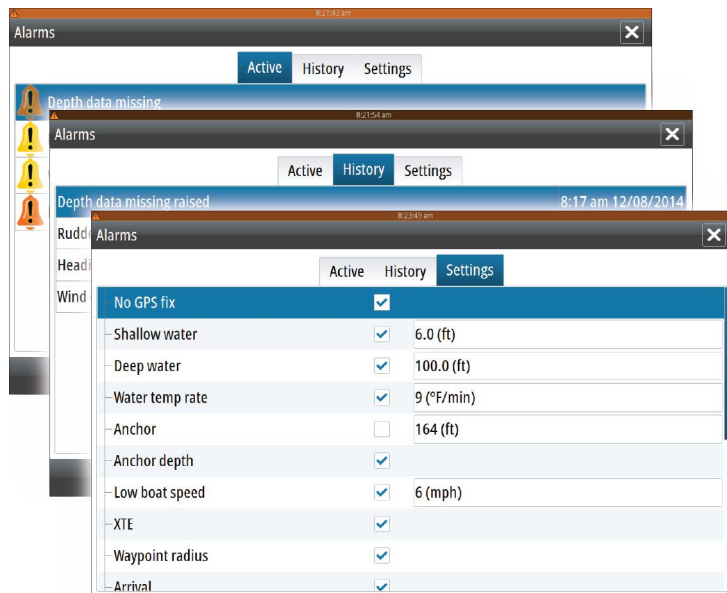 8:21:43 am
Alarms
Active History Settings
Depth data missing
8:21:54 am
Alarms
Active History Settings
Depth data missing raised 8:17 am 12/08/2014
Rudd
Headi
Wind
8:23:49 am
Alarms
Active History Settings
No GPS fix
Shallow water 6.0 (ft)
Deep water 100.0 (ft)
Water temp rate 9 (°F/min)
Anchor 164 (ft)
Anchor depth
Low boat speed 6 (mph)
XTE
Waypoint radius
Arrival